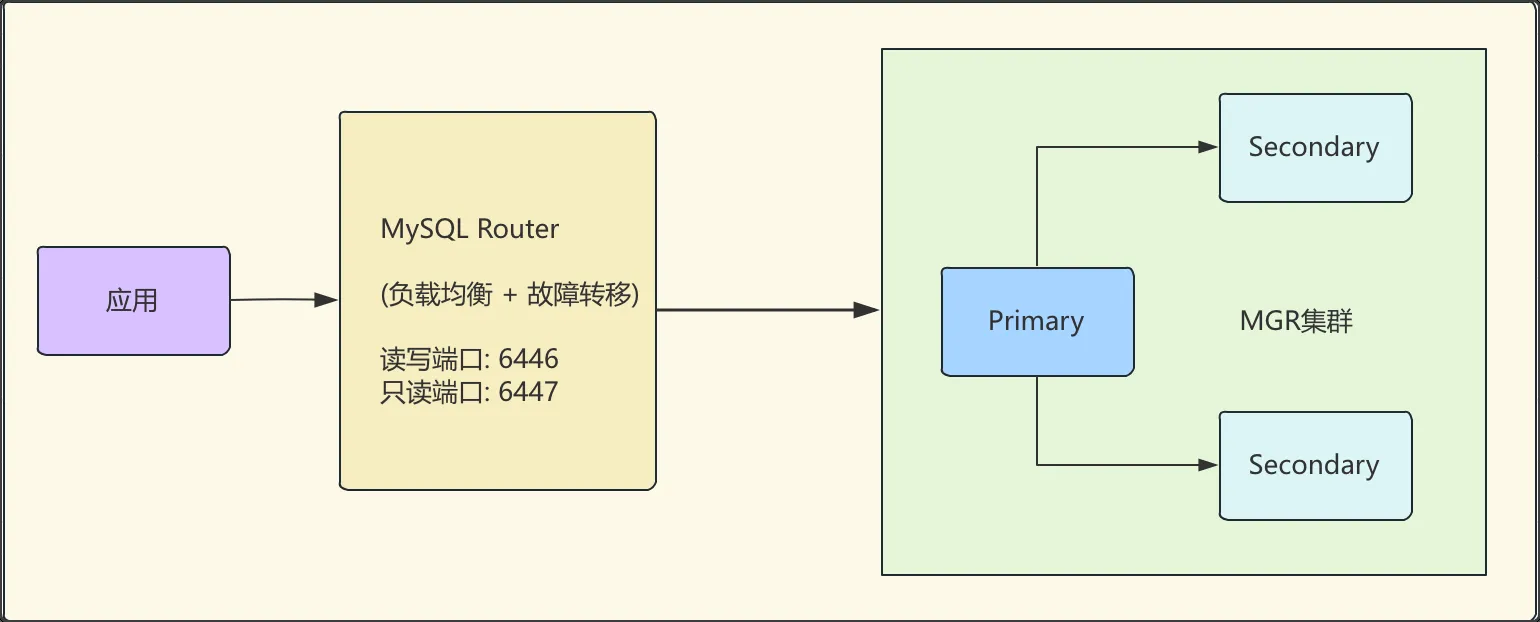 应用
MySQL Router
(负载均衡 + 故障转移)
读写端口: 6446
只读端口: 6447
Secondary
Primary
MGR集群
Secondary